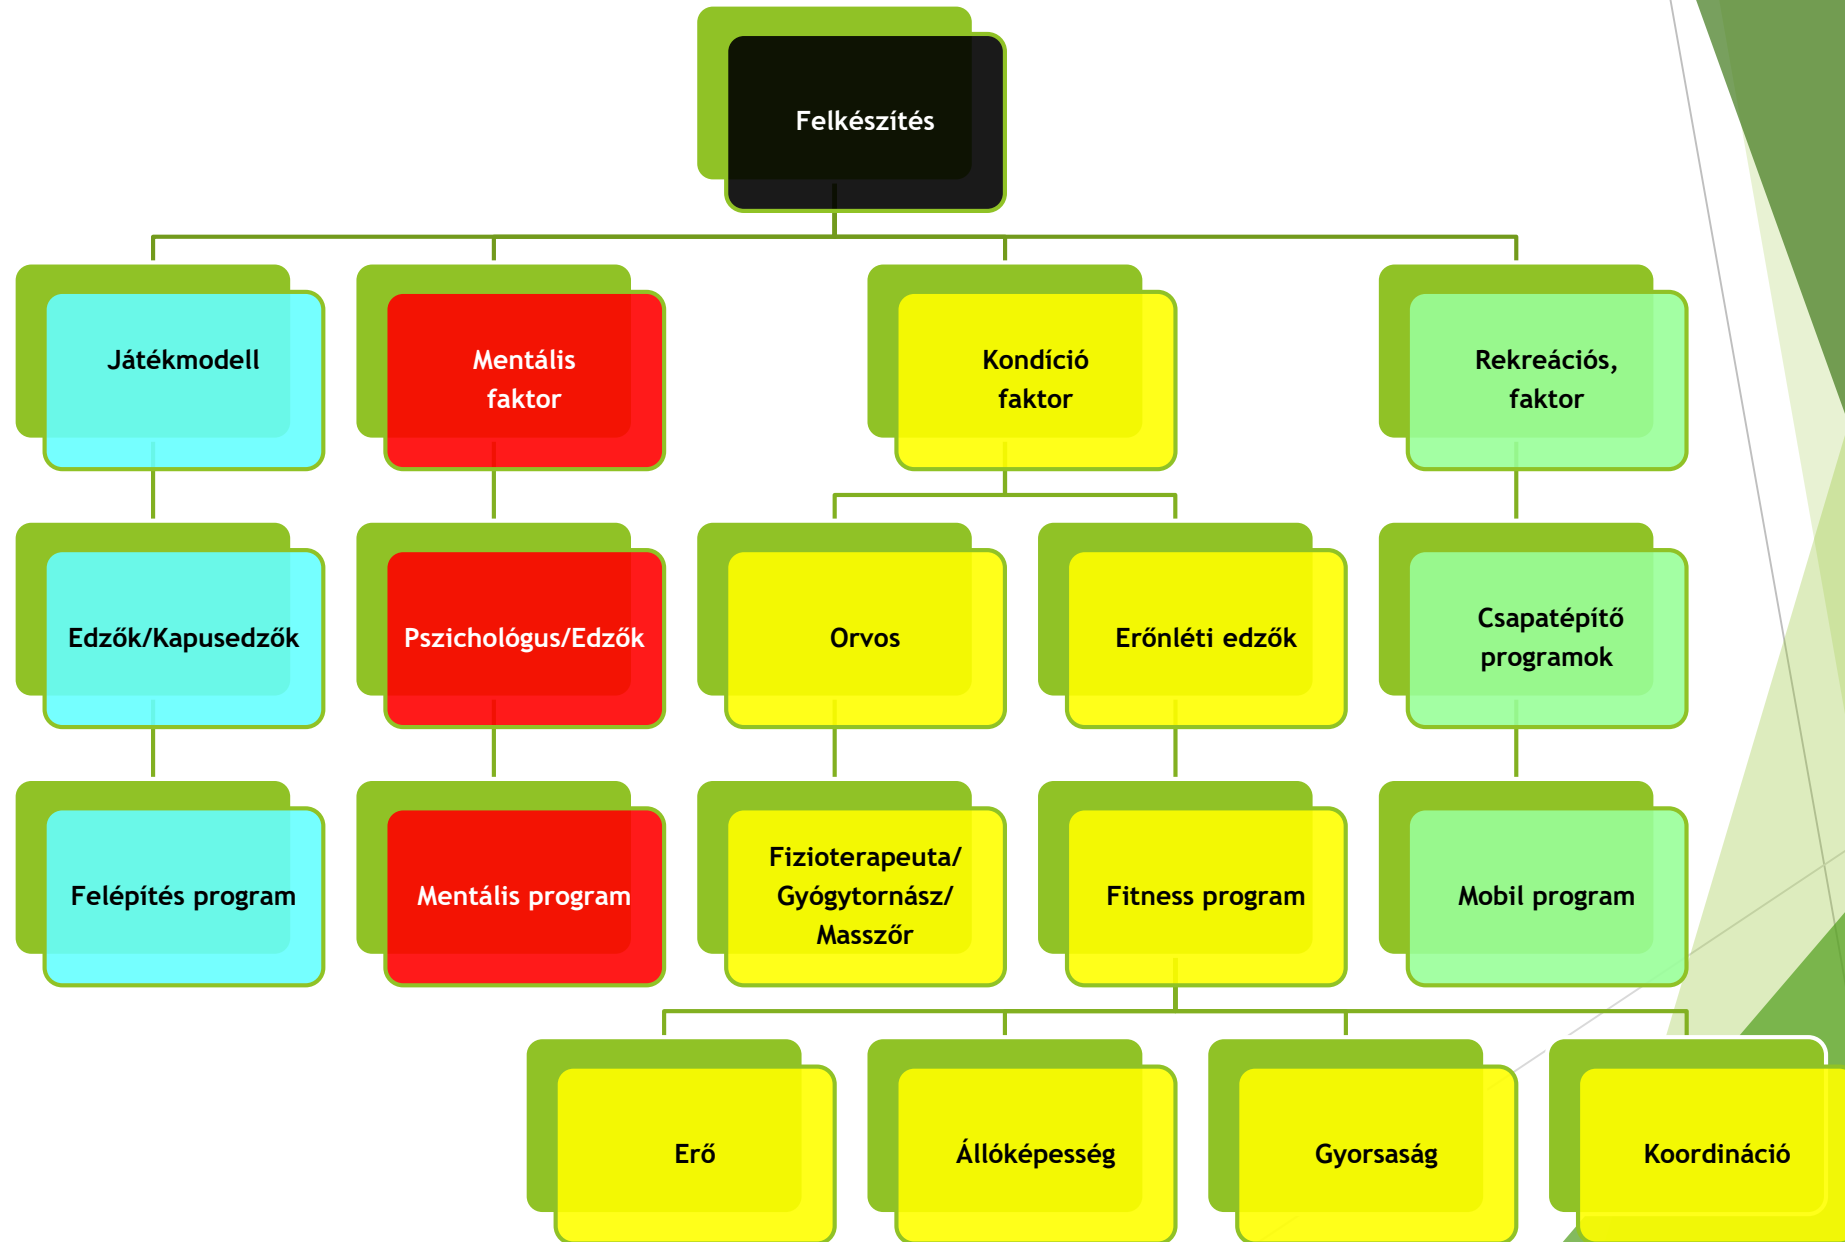 Felkészítés
Játékmodell
Mentális
faktor
Kondíció
faktor
Rekreációs,
faktor
Edzők/Kapusedzők
Pszichológus/Edzők
Orvos
Erőnléti edzők
Csapatépítő
programok
Felépítés program
Mentális program
Fizioterapeuta/
Gyógytornász/
Masszőr
Fitness program
Mobil program
Erő
Állóképesség
Gyorsaság
Koordináció